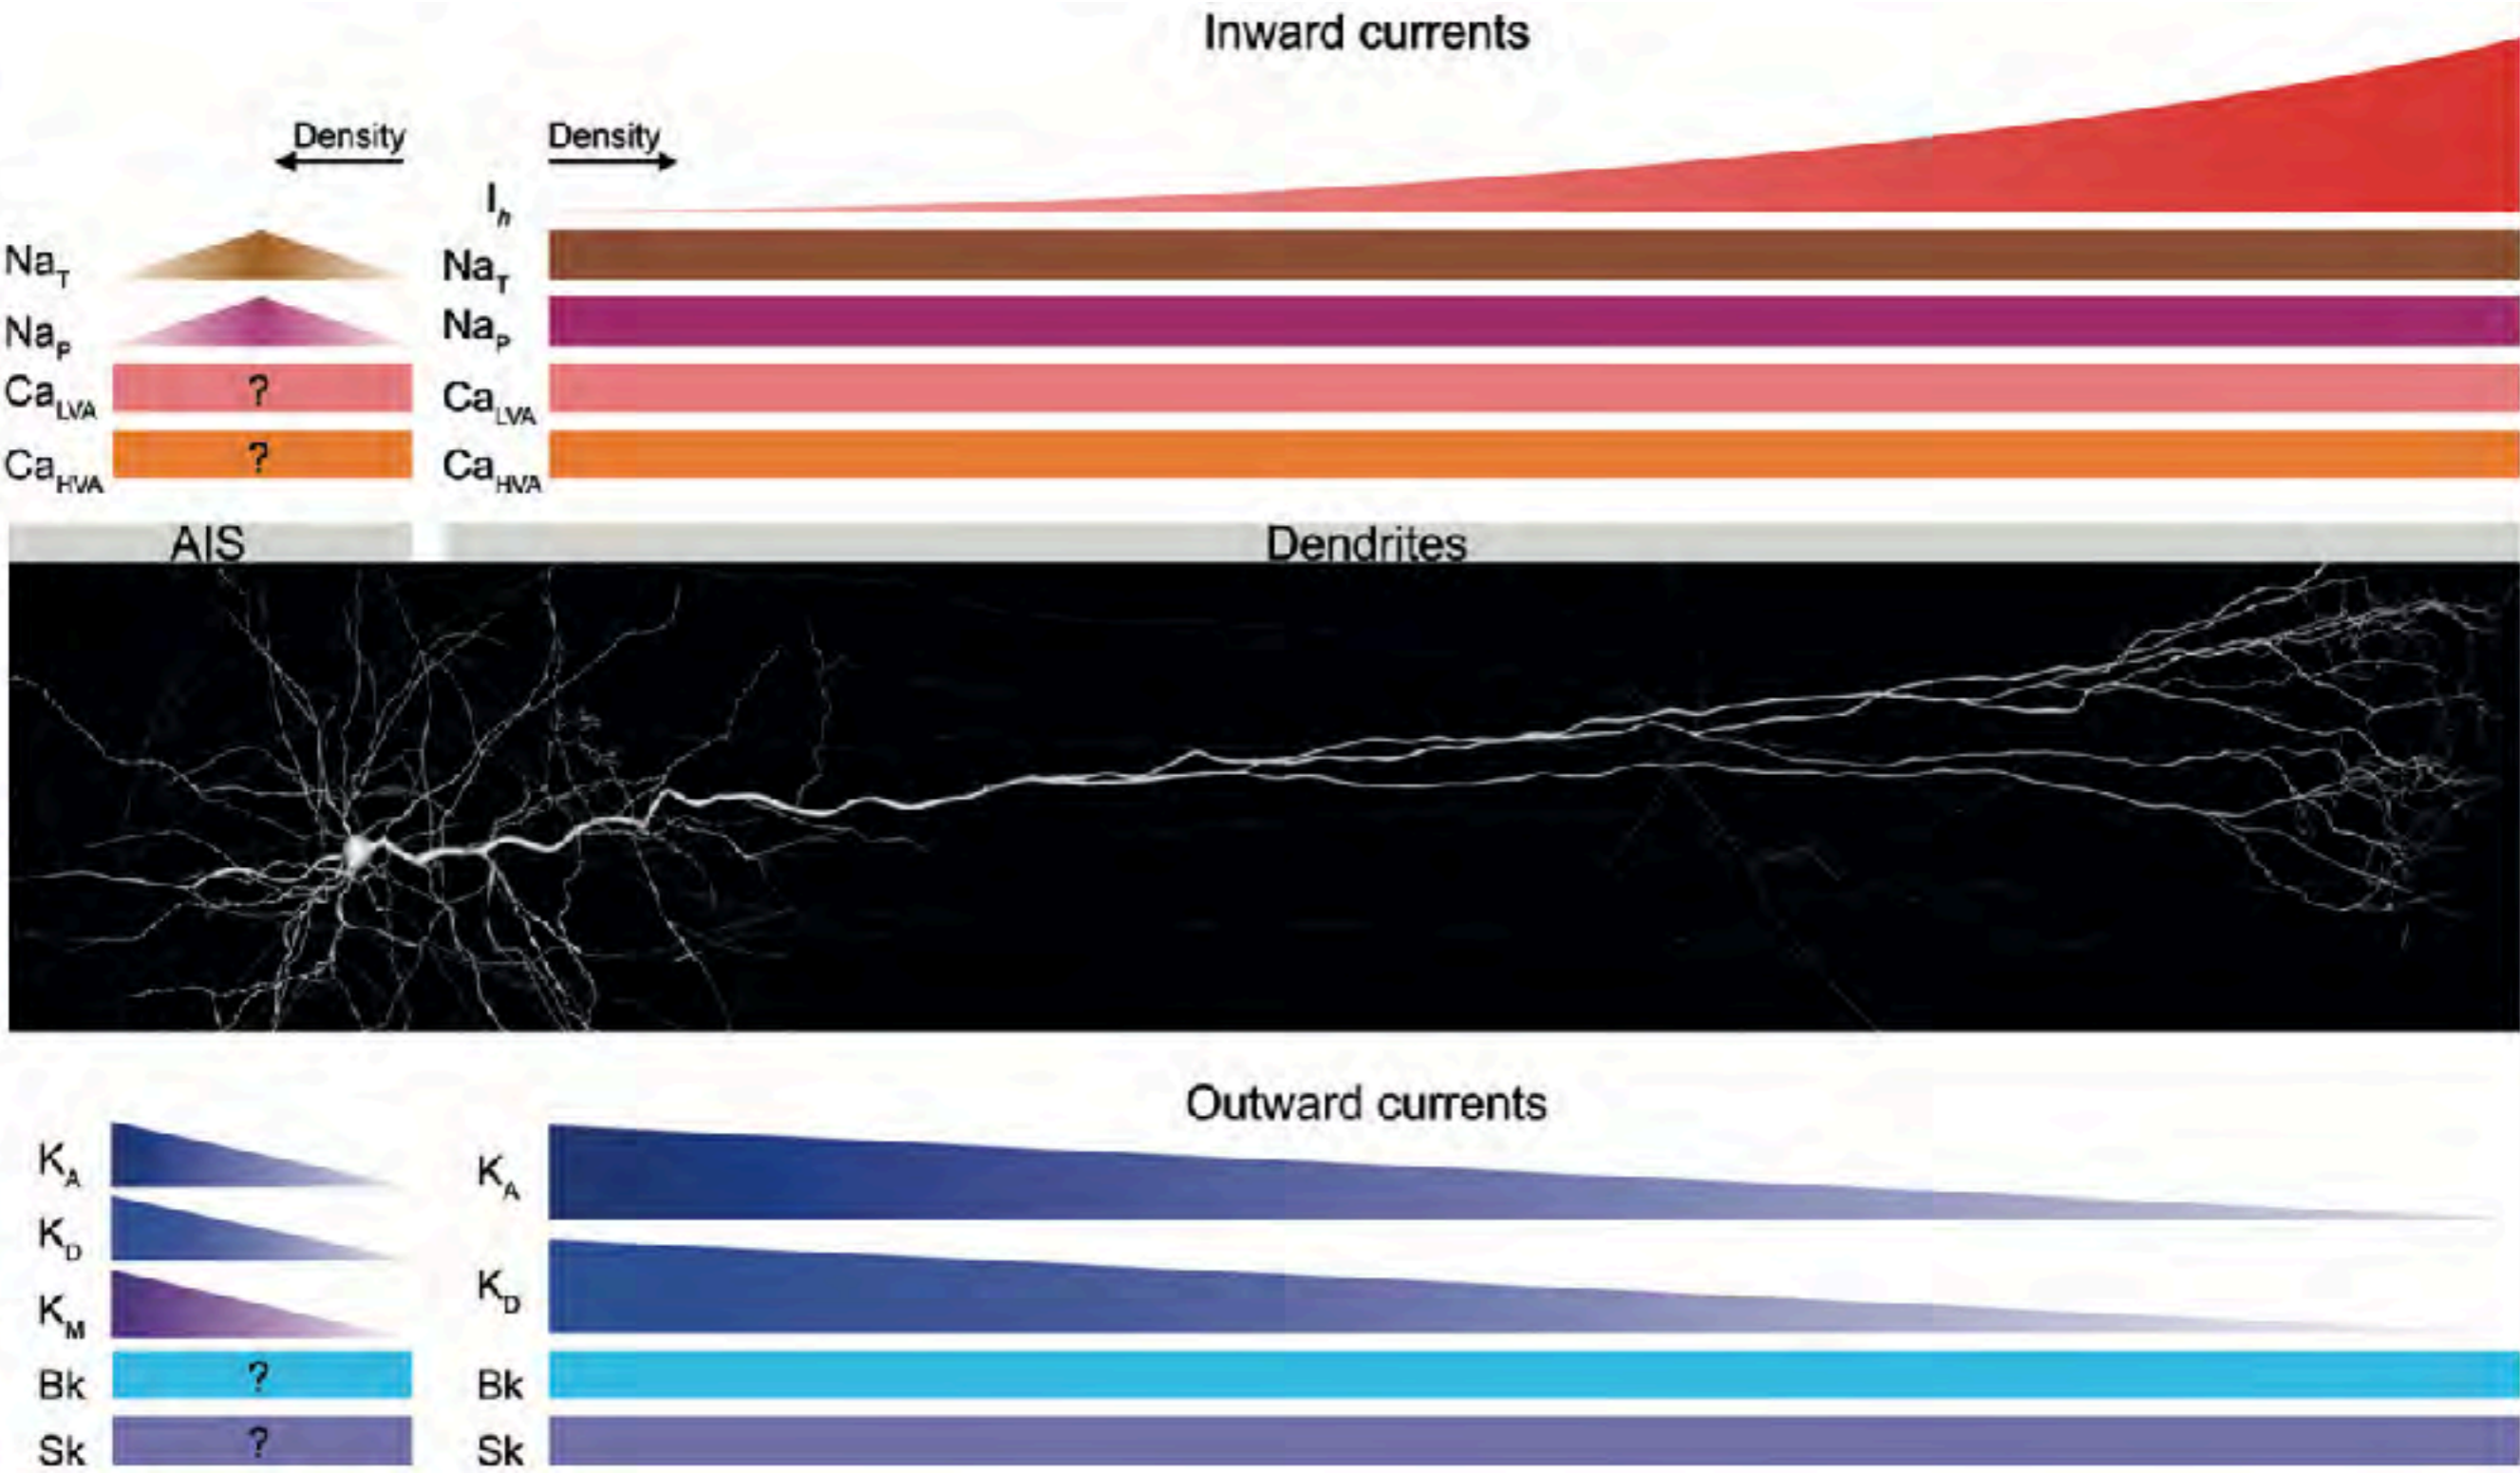 Inward currents
Density Density
I_h
Na_T Na_T
Na_P Na_P
Ca_LVA ? Ca_LVA
Ca_HVA ? Ca_HVA
AIS Dendrites
Outward currents
K_A K_A
K_D K_D
K_M
Bk ? Bk
Sk ? Sk